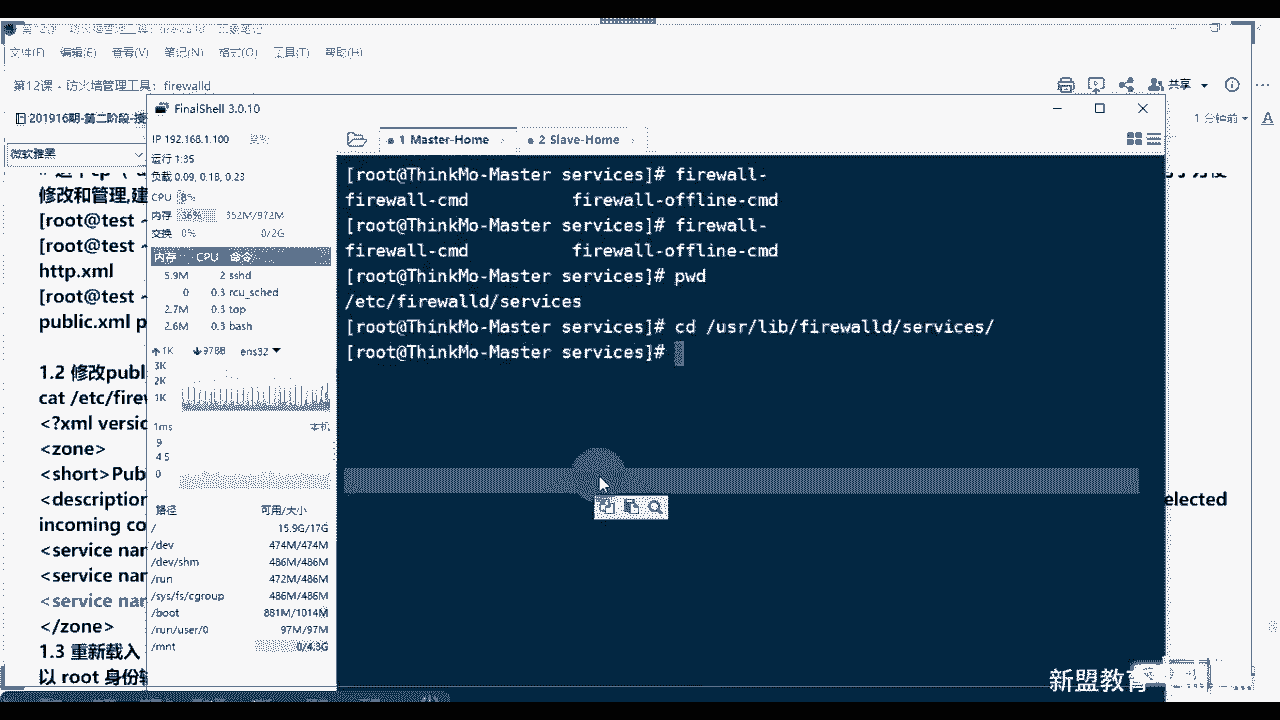 文件(F) 编辑(E) 查看(V) 笔记(N) 格式(O) 工具(T) 帮助(H)
第12课 - 防火墙管理工具：firewalld
共享
201916期-第二阶段-按
1 分钟前
微软雅黑
FinalShell 3.0.10
IP 192.168.1.100
运行 1:35
负载 0.09, 0.18, 0.23
CPU 8%
内存 36% 352M/972M
交换 0% 0/2G
内存 CPU 命令
5.9M 2 sshd
0 0.3 rcu_sched
2.7M 0.3 top
2.6M 0.3 bash
1K 978B ens32
3K
2K
1K
1ms 本机
9
4.5
0
路径 可用/大小
/ 15.9G/17G
/dev 474M/474M
/dev/shm 486M/486M
/run 472M/486M
/sys/fs/cgroup 486M/486M
/boot 881M/1014M
/run/user/0 97M/97M
/mnt 0/4.3G
1 Master-Home
2 Slave-Home
[root@ThinkMo-Master services]# firewall-
firewall-cmd firewall-offline-cmd
[root@ThinkMo-Master services]# firewall-
firewall-cmd firewall-offline-cmd
[root@ThinkMo-Master services]# pwd
/etc/firewalld/services
[root@ThinkMo-Master services]# cd /usr/lib/firewalld/services/
[root@ThinkMo-Master services]#
修改和管理,建
[root@test ~
[root@test ~
http.xml
[root@test ~
public.xml p
1.2 修改publ
cat /etc/firew
<?xml versio
<zone>
<short>Pub
<description
elected
incoming co
<service nar
<service nar
<service nar
</zone>
1.3 重新载入
以 root 身份输
新盟教育